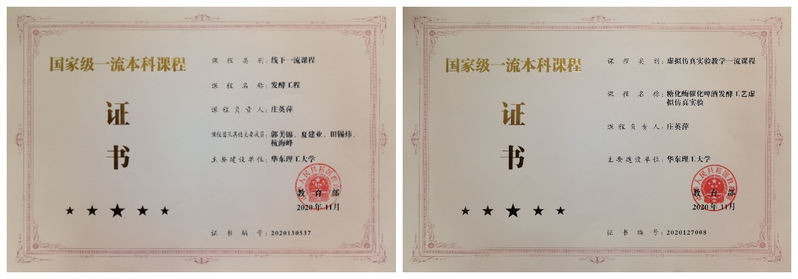 国家级一流本科课程
证
书
课程类别：线下一流课程
课程名称：发酵工程
课程负责人：庄英萍
课程团队其他主要成员：郭美锦、夏建业、田锡炜、
杭海峰
主要建设单位：华东理工大学
教育部
2020年11月
证书编号：2020130537
国家级一流本科课程
证
书
课程类别：虚拟仿真实验教学一流课程
课程名称：糖化酶催化啤酒发酵工艺虚
拟仿真实验
课程负责人：庄英萍
主要建设单位：华东理工大学
教育部
2020年11月
证书编号：2020127008